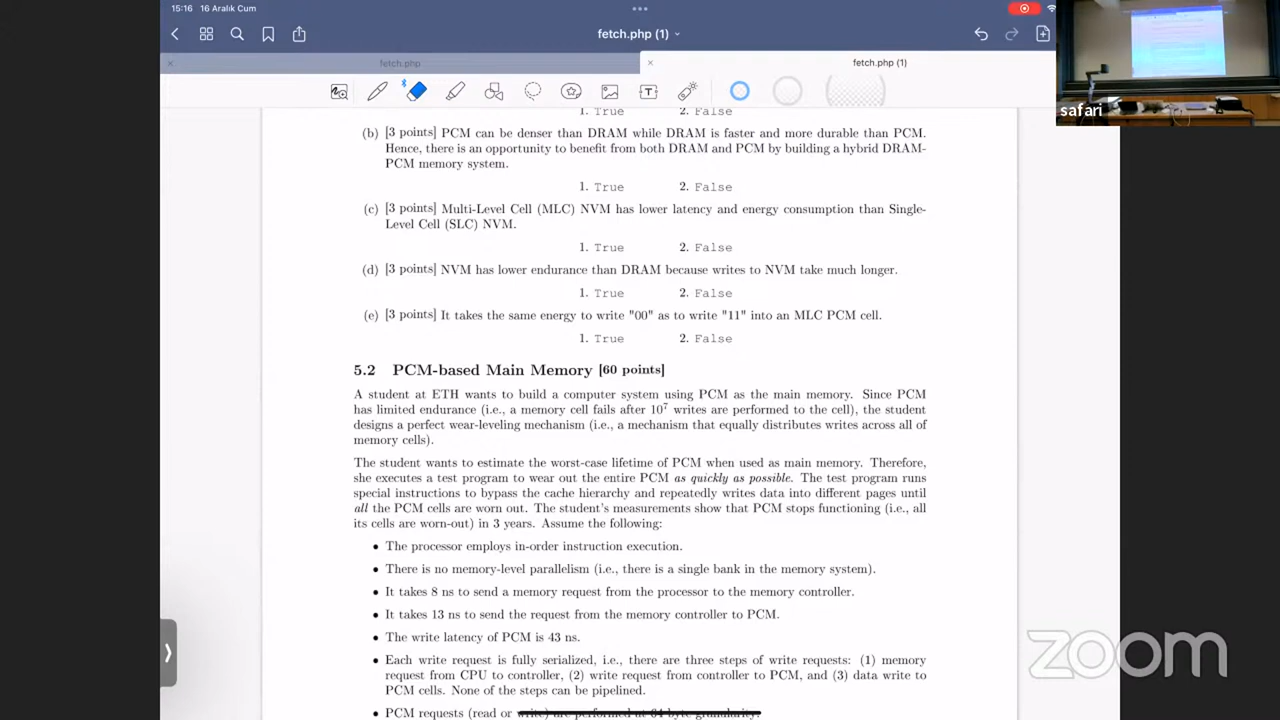 15:16 16 Aralık Cum
fetch.php (1)
fetch.php
fetch.php (1)
safari
1. True 2. False
(b) [3 points] PCM can be denser than DRAM while DRAM is faster and more durable than PCM.
Hence, there is an opportunity to benefit from both DRAM and PCM by building a hybrid DRAM-
PCM memory system.
1. True 2. False
(c) [3 points] Multi-Level Cell (MLC) NVM has lower latency and energy consumption than Single-
Level Cell (SLC) NVM.
1. True 2. False
(d) [3 points] NVM has lower endurance than DRAM because writes to NVM take much longer.
1. True 2. False
(e) [3 points] It takes the same energy to write "00" as to write "11" into an MLC PCM cell.
1. True 2. False
5.2 PCM-based Main Memory [60 points]
A student at ETH wants to build a computer system using PCM as the main memory. Since PCM
has limited endurance (i.e., a memory cell fails after 10⁷ writes are performed to the cell), the student
designs a perfect wear-leveling mechanism (i.e., a mechanism that equally distributes writes across all of
memory cells).
The student wants to estimate the worst-case lifetime of PCM when used as main memory. Therefore,
she executes a test program to wear out the entire PCM as quickly as possible. The test program runs
special instructions to bypass the cache hierarchy and repeatedly writes data into different pages until
all the PCM cells are worn out. The student's measurements show that PCM stops functioning (i.e., all
its cells are worn-out) in 3 years. Assume the following:
• The processor employs in-order instruction execution.
• There is no memory-level parallelism (i.e., there is a single bank in the memory system).
• It takes 8 ns to send a memory request from the processor to the memory controller.
• It takes 13 ns to send the request from the memory controller to PCM.
• The write latency of PCM is 43 ns.
• Each write request is fully serialized, i.e., there are three steps of write requests: (1) memory
request from CPU to controller, (2) write request from controller to PCM, and (3) data write to
PCM cells. None of the steps can be pipelined.
• PCM requests (read or write) are performed at 64 byte granularity.
zoom